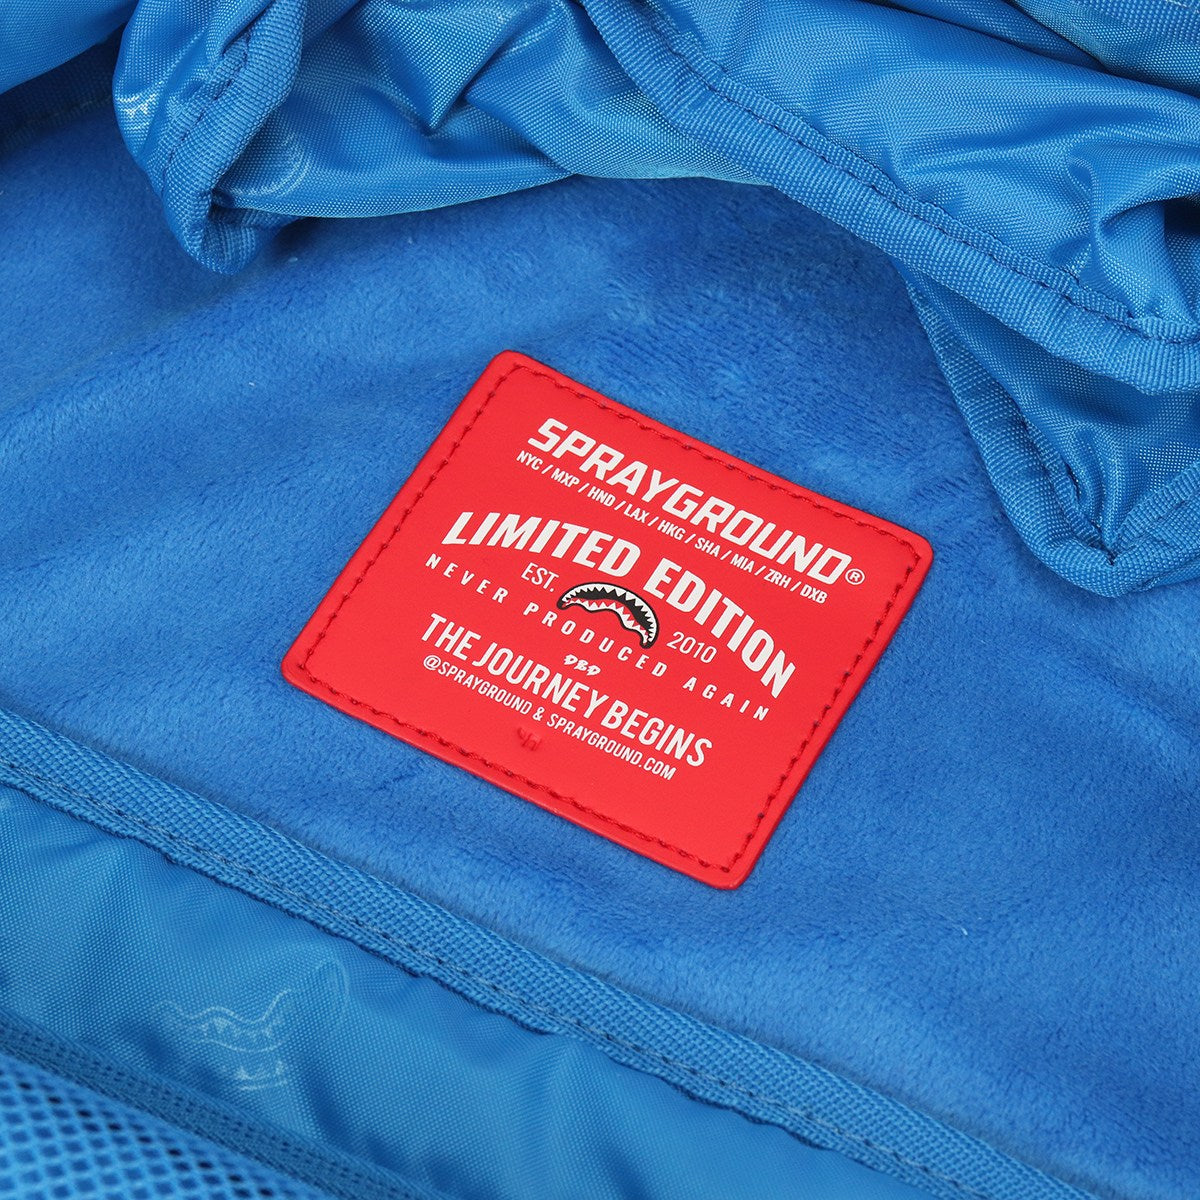 SPRAYGROUND®
NYC / MXP / HND / LAX / HKG / SHA / MIA / ZRH / DXB
LIMITED EDITION
EST. 2010
NEVER PRODUCED AGAIN
DBD
THE JOURNEY BEGINS
@SPRAYGROUND & SPRAYGROUND.COM